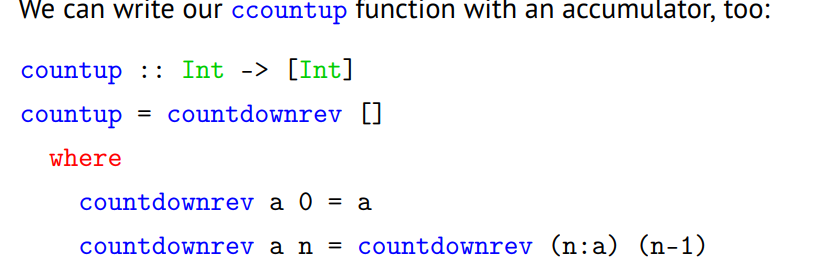 We can write our ccountup function with an accumulator, too:
countup :: Int -> [Int]
countup = countdownrev []
where
countdownrev a 0 = a
countdownrev a n = countdownrev (n:a) (n-1)